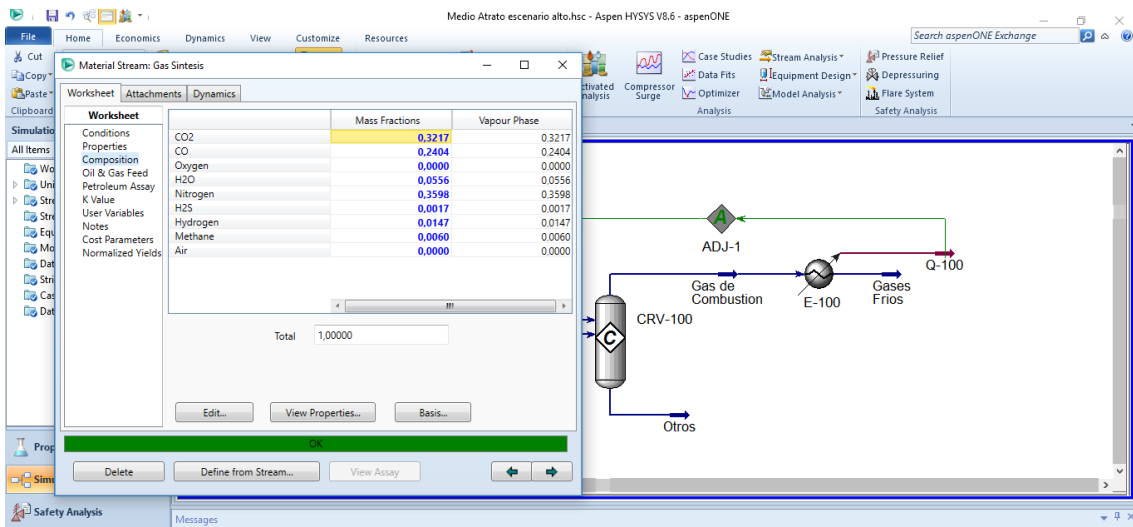 Medio Atrato escenario alto.hsc - Aspen HYSYS V8.6 - aspenONE
File Home Economics Dynamics View Customize Resources
Search aspenONE Exchange
Cut
Copy
Paste
Clipboard
Case Studies Stream Analysis Pressure Relief
Data Fits Equipment Design Depressuring
Compressor Surge Optimizer Model Analysis Flare System
Analysis Safety Analysis
Material Stream: Gas Sintesis
Worksheet Attachments Dynamics
Worksheet
Conditions
Properties
Composition
Oil & Gas Feed
Petroleum Assay
K Value
User Variables
Notes
Cost Parameters
Normalized Yields
Mass Fractions Vapour Phase
CO2 0,3217 0,3217
CO 0,2404 0,2404
Oxygen 0,0000 0,0000
H2O 0,0556 0,0556
Nitrogen 0,3598 0,3598
H2S 0,0017 0,0017
Hydrogen 0,0147 0,0147
Methane 0,0060 0,0060
Air 0,0000 0,0000
Total 1,00000
Edit... View Properties... Basis...
OK
Delete Define from Stream... View Assay
All Items
Safety Analysis
Messages
A
ADJ-1
Q-100
Gas de
Combustion
E-100
Gases
Frios
CRV-100
C
Otros